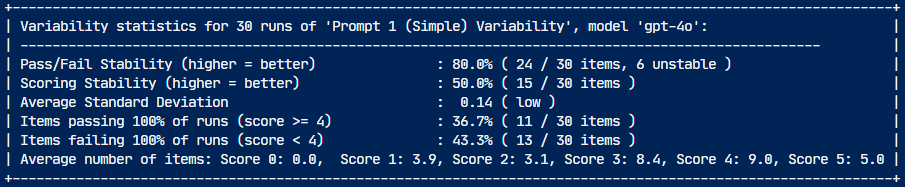 Variability statistics for 30 runs of 'Prompt 1 (Simple) Variability', model 'gpt-4o':
Pass/Fail Stability (higher = better) : 80.0% ( 24 / 30 items, 6 unstable )
Scoring Stability (higher = better) : 50.0% ( 15 / 30 items )
Average Standard Deviation : 0.14 ( low )
Items passing 100% of runs (score >= 4) : 36.7% ( 11 / 30 items )
Items failing 100% of runs (score < 4) : 43.3% ( 13 / 30 items )
Average number of items: Score 0: 0.0, Score 1: 3.9, Score 2: 3.1, Score 3: 8.4, Score 4: 9.0, Score 5: 5.0